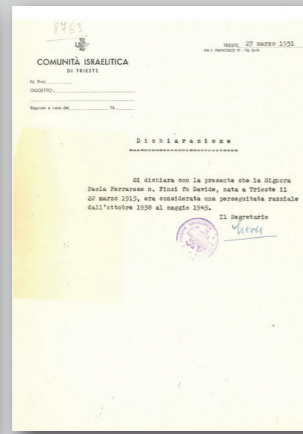 8763
TRIESTE, 27 marzo 1951
COMUNITÀ ISRAELITICA
DI TRIESTE
N. Prot.
OGGETTO:
Risposta a nota del N.
Dichiarazione
Si dichiara con la presente che la Signora
Paola Ferrarese n. Finzi fu Davide, nata a Trieste il
22 marzo 1915, era considerata una perseguitata razziale
dall'ottobre 1938 al maggio 1945.
Il Segretario